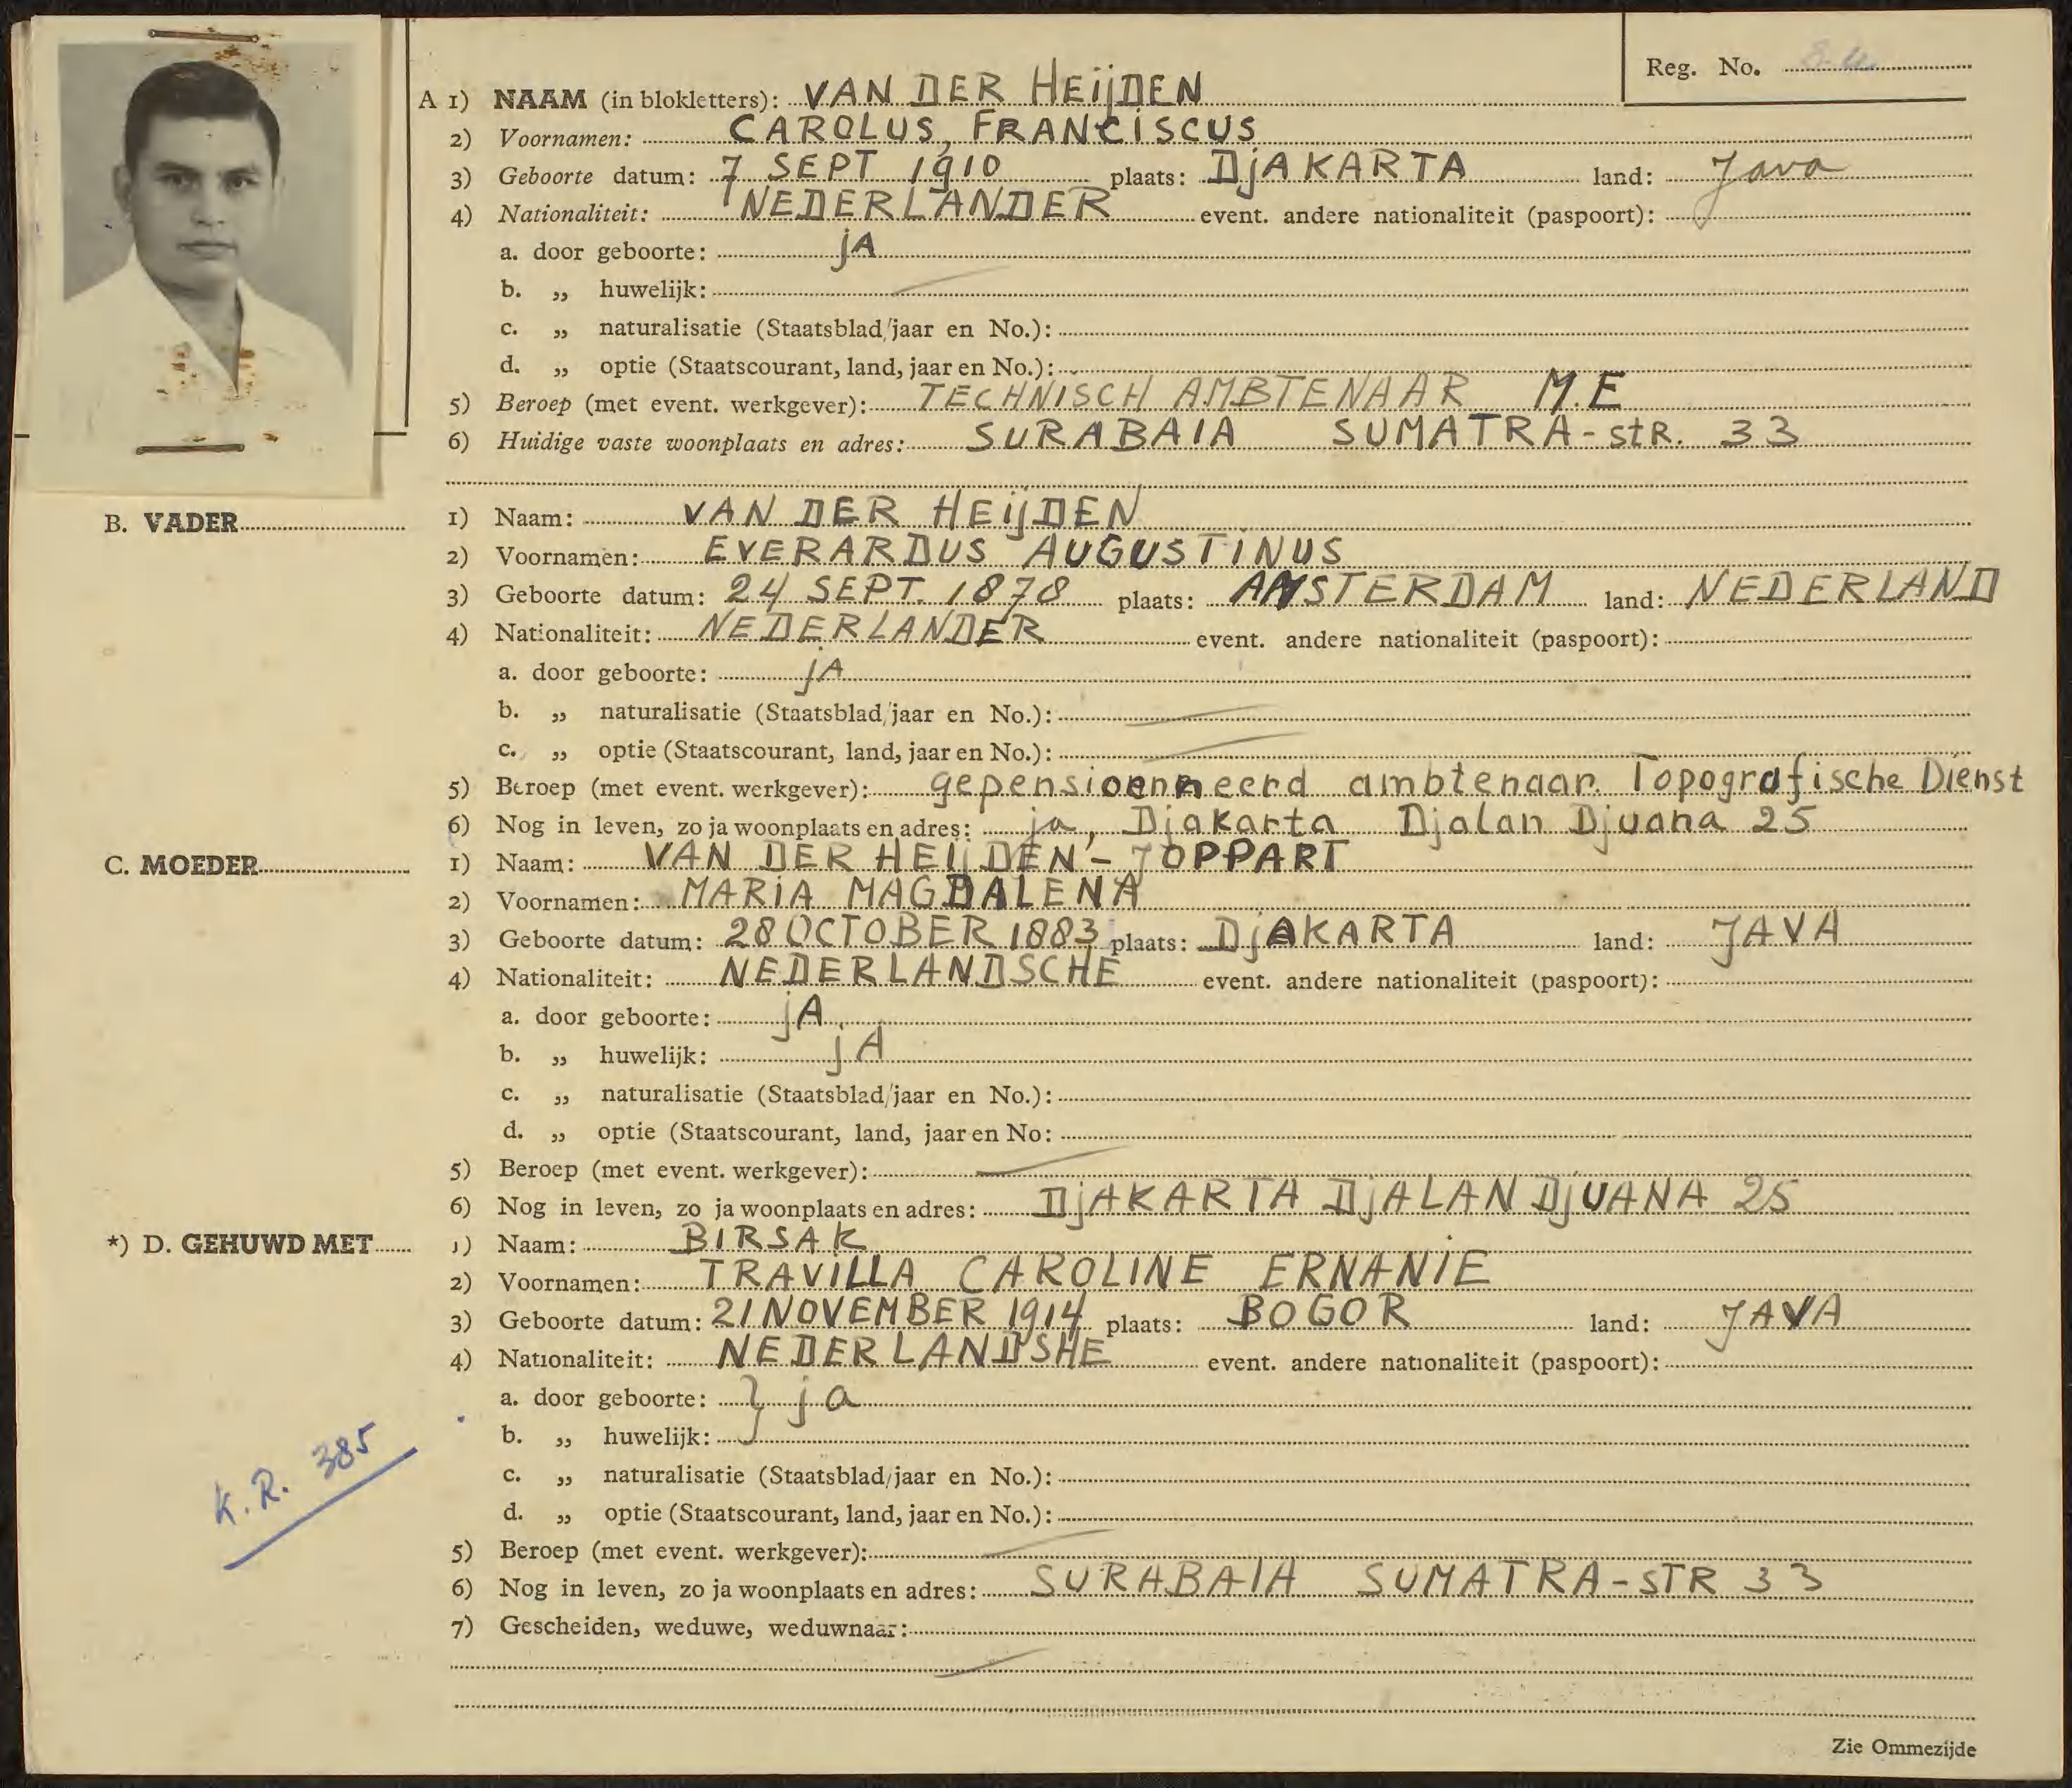 Reg. No.
A 1) NAAM (in blokletters): VAN DER HEIJDEN
2) Voornamen: CAROLUS, FRANCISCUS
3) Geboorte datum: 7 SEPT 1910 plaats: DjAKARTA land: Java
4) Nationaliteit: NEDERLANDER event. andere nationaliteit (paspoort):
a. door geboorte: jA
b. „ huwelijk:
c. „ naturalisatie (Staatsblad/jaar en No.):
d. „ optie (Staatscourant, land, jaar en No.):
5) Beroep (met event. werkgever): TECHNISCH AMBTENAAR M.E
6) Huidige vaste woonplaats en adres: SURABAIA SUMATRA-stR. 33
B. VADER
1) Naam: VAN DER HEIJDEN
2) Voornamen: EVERARDUS AUGUSTINUS
3) Geboorte datum: 24 SEPT. 1878 plaats: AMSTERDAM land: NEDERLAND
4) Nationaliteit: NEDERLANDER event. andere nationaliteit (paspoort):
a. door geboorte: jA
b. „ naturalisatie (Staatsblad/jaar en No.):
c. „ optie (Staatscourant, land, jaar en No.):
5) Beroep (met event. werkgever): gepensioenneerd ambtenaar Topografische Dienst
6) Nog in leven, zo ja woonplaats en adres: ja, Djakarta Djalan Djuana 25
C. MOEDER
1) Naam: VAN DER HEIJDEN - JOPPART
2) Voornamen: MARIA MAGDALENA
3) Geboorte datum: 28 OCTOBER 1883 plaats: DjAKARTA land: JAVA
4) Nationaliteit: NEDERLANDSCHE event. andere nationaliteit (paspoort):
a. door geboorte: jA
b. „ huwelijk: jA
c. „ naturalisatie (Staatsblad/jaar en No.):
d. „ optie (Staatscourant, land, jaar en No:
5) Beroep (met event. werkgever):
6) Nog in leven, zo ja woonplaats en adres: DjAKARTA DjALAN DjUANA 25
*) D. GEHUWD MET
1) Naam: BIRSAK
2) Voornamen: TRAVILLA CAROLINE ERNANIE
3) Geboorte datum: 21 NOVEMBER 1914 plaats: BOGOR land: JAVA
4) Nationaliteit: NEDERLANDSHE event. andere nationaliteit (paspoort):
a. door geboorte: } ja
b. „ huwelijk:
c. „ naturalisatie (Staatsblad/jaar en No.):
d. „ optie (Staatscourant, land, jaar en No.):
5) Beroep (met event. werkgever):
6) Nog in leven, zo ja woonplaats en adres: SURABAIA SUMATRA-STR 33
7) Gescheiden, weduwe, weduwnaar:
K.R. 385
Zie Ommezijde